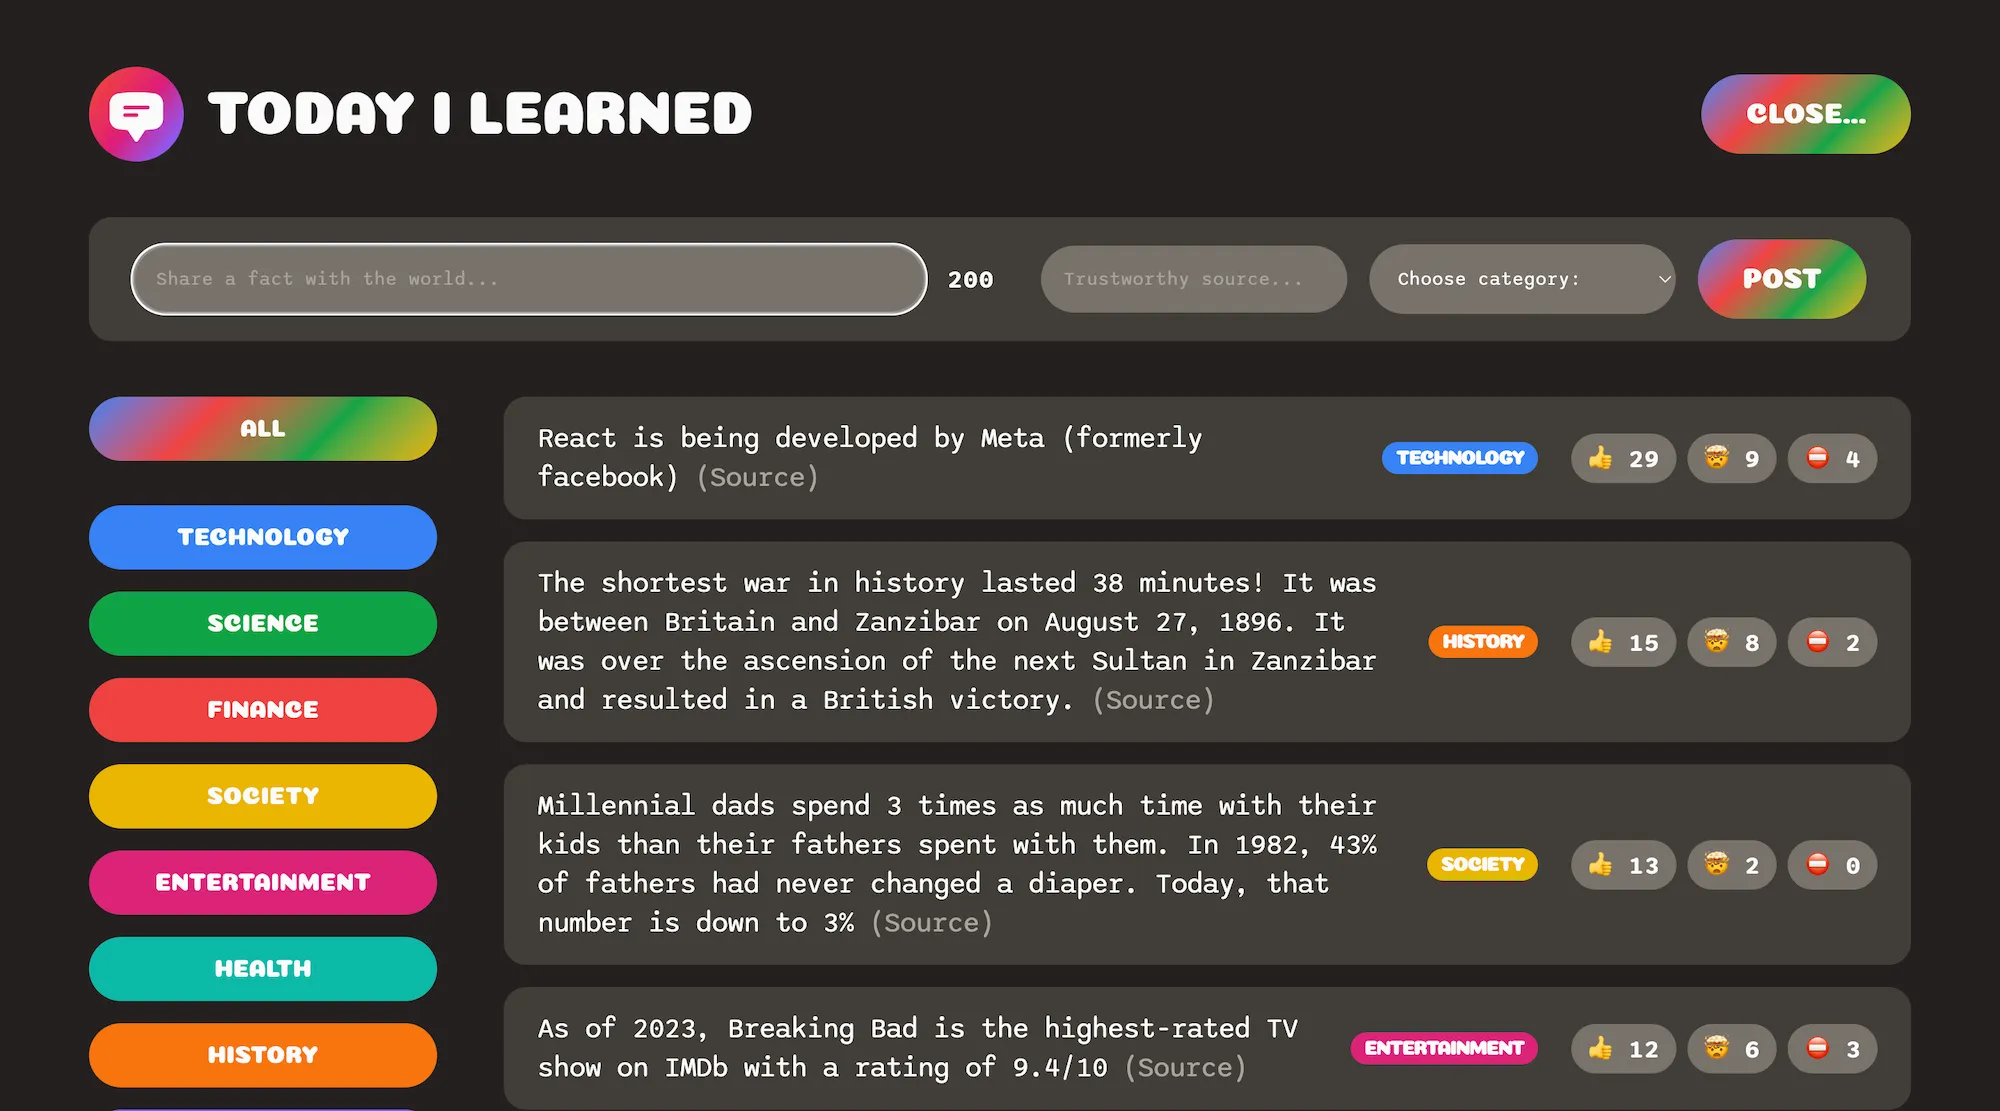 TODAY I LEARNED
CLOSE...
Share a fact with the world...
200
Trustworthy source...
Choose category:
POST
ALL
TECHNOLOGY
SCIENCE
FINANCE
SOCIETY
ENTERTAINMENT
HEALTH
HISTORY
React is being developed by Meta (formerly
facebook) (Source)
TECHNOLOGY
👍 29
🤯 9
⛔️ 4
The shortest war in history lasted 38 minutes! It was
between Britain and Zanzibar on August 27, 1896. It
was over the ascension of the next Sultan in Zanzibar
and resulted in a British victory. (Source)
HISTORY
👍 15
🤯 8
⛔️ 2
Millennial dads spend 3 times as much time with their
kids than their fathers spent with them. In 1982, 43%
of fathers had never changed a diaper. Today, that
number is down to 3% (Source)
SOCIETY
👍 13
🤯 2
⛔️ 0
As of 2023, Breaking Bad is the highest-rated TV
show on IMDb with a rating of 9.4/10 (Source)
ENTERTAINMENT
👍 12
🤯 6
⛔️ 3